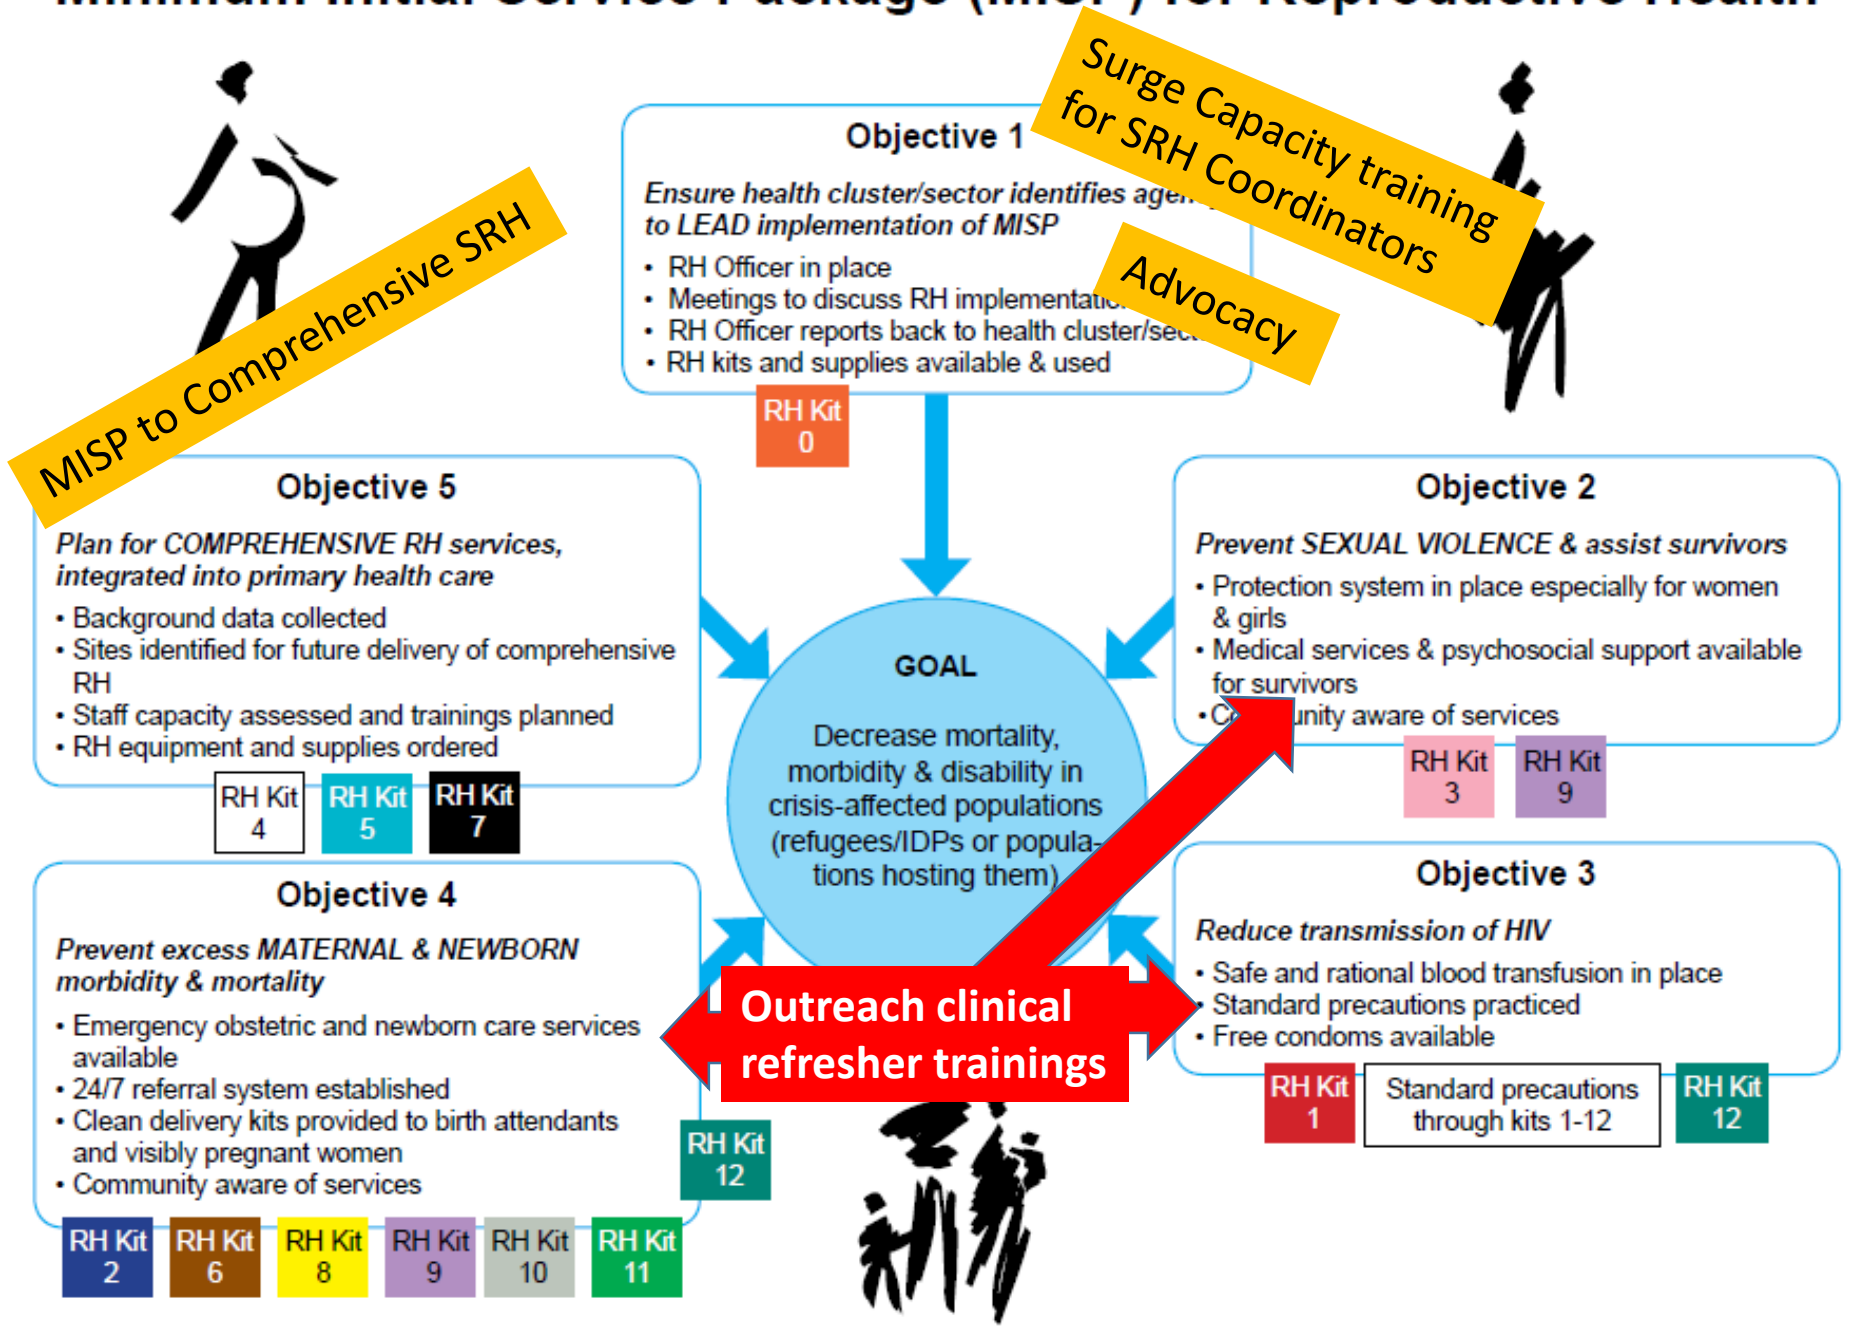 Minimum Initial Service Package (MISP) for Reproductive Health
Surge Capacity training
for SRH Coordinators
Advocacy
MISP to Comprehensive SRH
Objective 1
Ensure health cluster/sector identifies
to LEAD implementation of MISP
• RH Officer in place
• Meetings to discuss RH
• RH Officer reports back to health
• RH kits and supplies available & used
RH Kit
0
Objective 5
Plan for COMPREHENSIVE RH services,
integrated into primary health care
• Background data collected
• Sites identified for future delivery of comprehensive
RH
• Staff capacity assessed and trainings planned
• RH equipment and supplies ordered
RH Kit
4
RH Kit
5
RH Kit
7
GOAL
Decrease mortality,
morbidity & disability in
crisis-affected populations
(refugees/IDPs or popula-
tions hosting them)
Objective 2
Prevent SEXUAL VIOLENCE & assist survivors
• Protection system in place especially for women
& girls
• Medical services & psychosocial support available
for survivors
• aware of services
RH Kit
3
RH Kit
9
Objective 4
Prevent excess MATERNAL & NEWBORN
morbidity & mortality
• Emergency obstetric and newborn care services
available
• 24/7 referral system established
• Clean delivery kits provided to birth attendants
and visibly pregnant women
• Community aware of services
RH Kit
12
RH Kit
2
RH Kit
6
RH Kit
8
RH Kit
9
RH Kit
10
RH Kit
11
Outreach clinical
refresher trainings
Objective 3
Reduce transmission of HIV
• Safe and rational blood transfusion in place
• Standard precautions practiced
• Free condoms available
RH Kit
1
Standard precautions
through kits 1-12
RH Kit
12